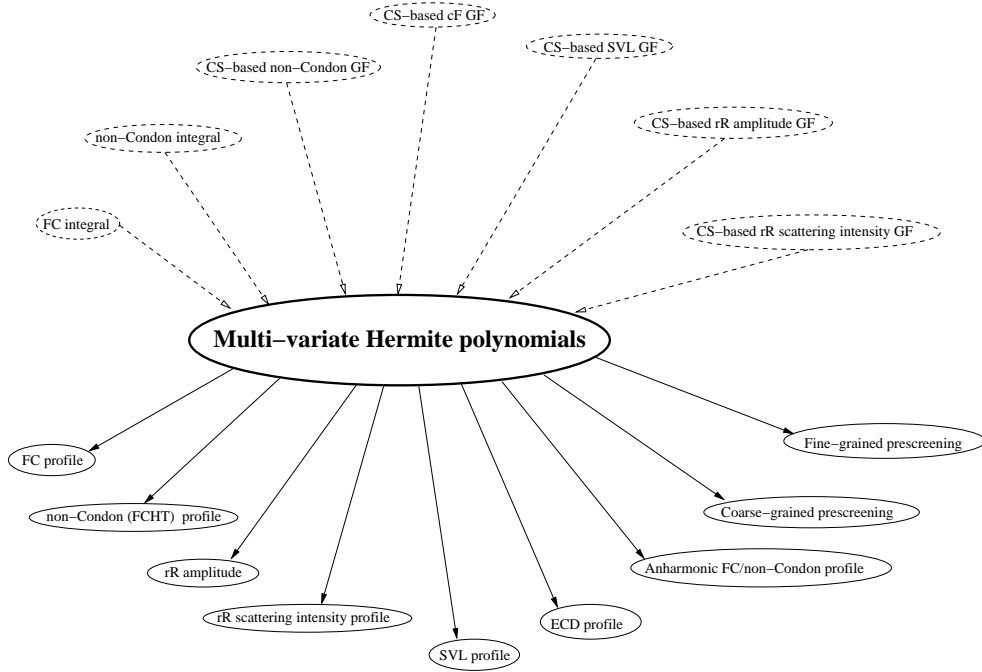 CS−based cF GF
CS−based SVL GF
CS−based non−Condon GF
CS−based rR amplitude GF
non−Condon integral
FC integral
CS−based rR scattering intensity GF
Multi−variate Hermite polynomials
Fine−grained prescreening
FC profile
Coarse−grained prescreening
non−Condon (FCHT) profile
Anharmonic FC/non−Condon profile
rR amplitude
rR scattering intensity profile
ECD profile
SVL profile